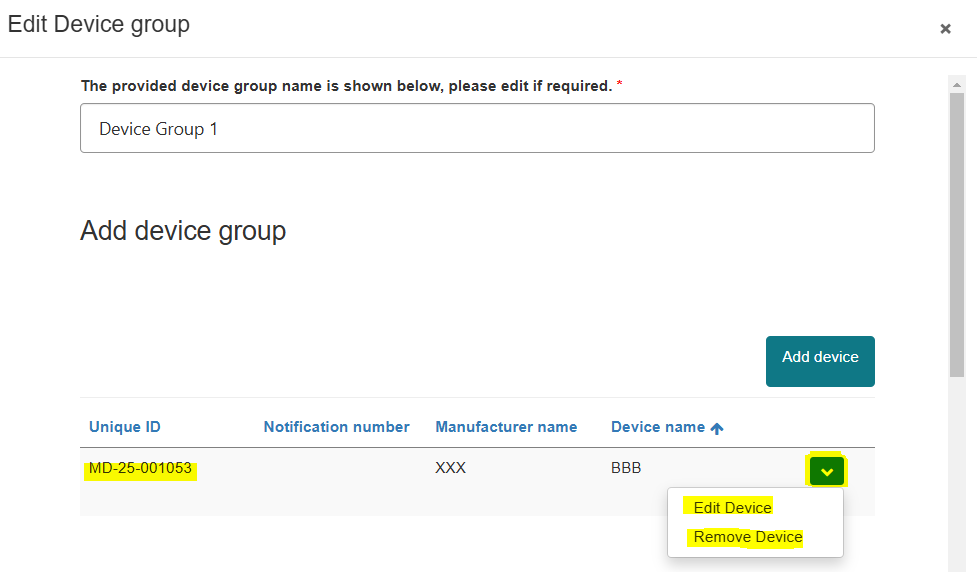 Edit Device group
×
The provided device group name is shown below, please edit if required. *
Device Group 1
Add device group
Add device
Unique ID Notification number Manufacturer name Device name
MD-25-001053 XXX BBB
Edit Device
Remove Device